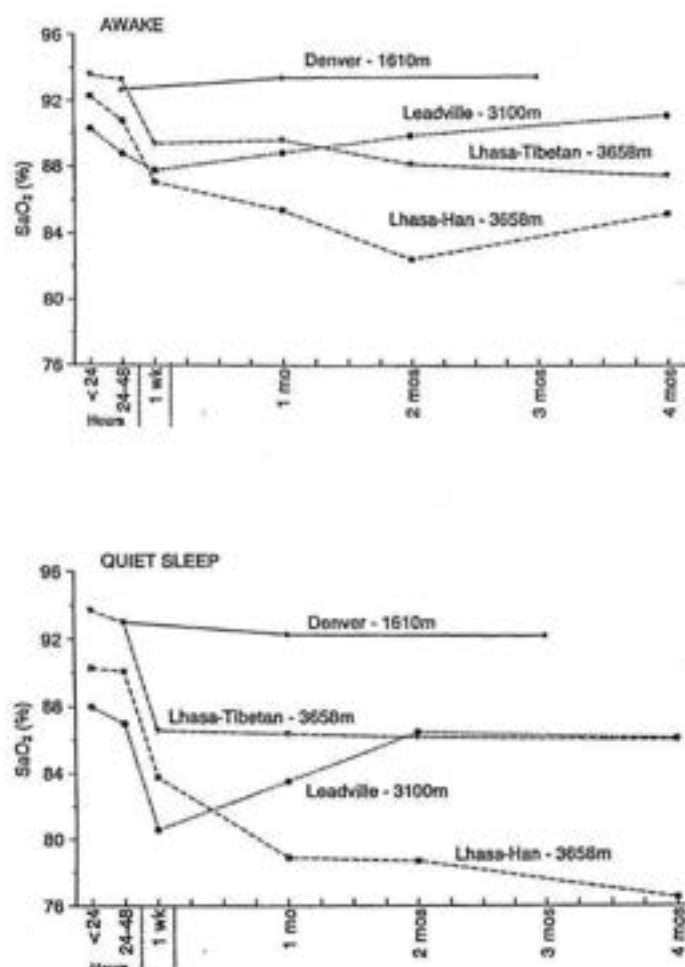 AWAKE
96
92
88
84
80
76
SaO₂ (%)
Denver - 1610m
Leadville - 3100m
Lhasa-Tibetan - 3658m
Lhasa-Han - 3658m
<24
24-48
1 wk
1 mo
2 mos
3 mos
4 mos
Hours
QUIET SLEEP
96
92
88
84
80
76
SaO₂ (%)
Denver - 1610m
Lhasa-Tibetan - 3658m
Leadville - 3100m
Lhasa-Han - 3658m
<24
24-48
1 wk
1 mo
2 mos
3 mos
4 mos
Hours